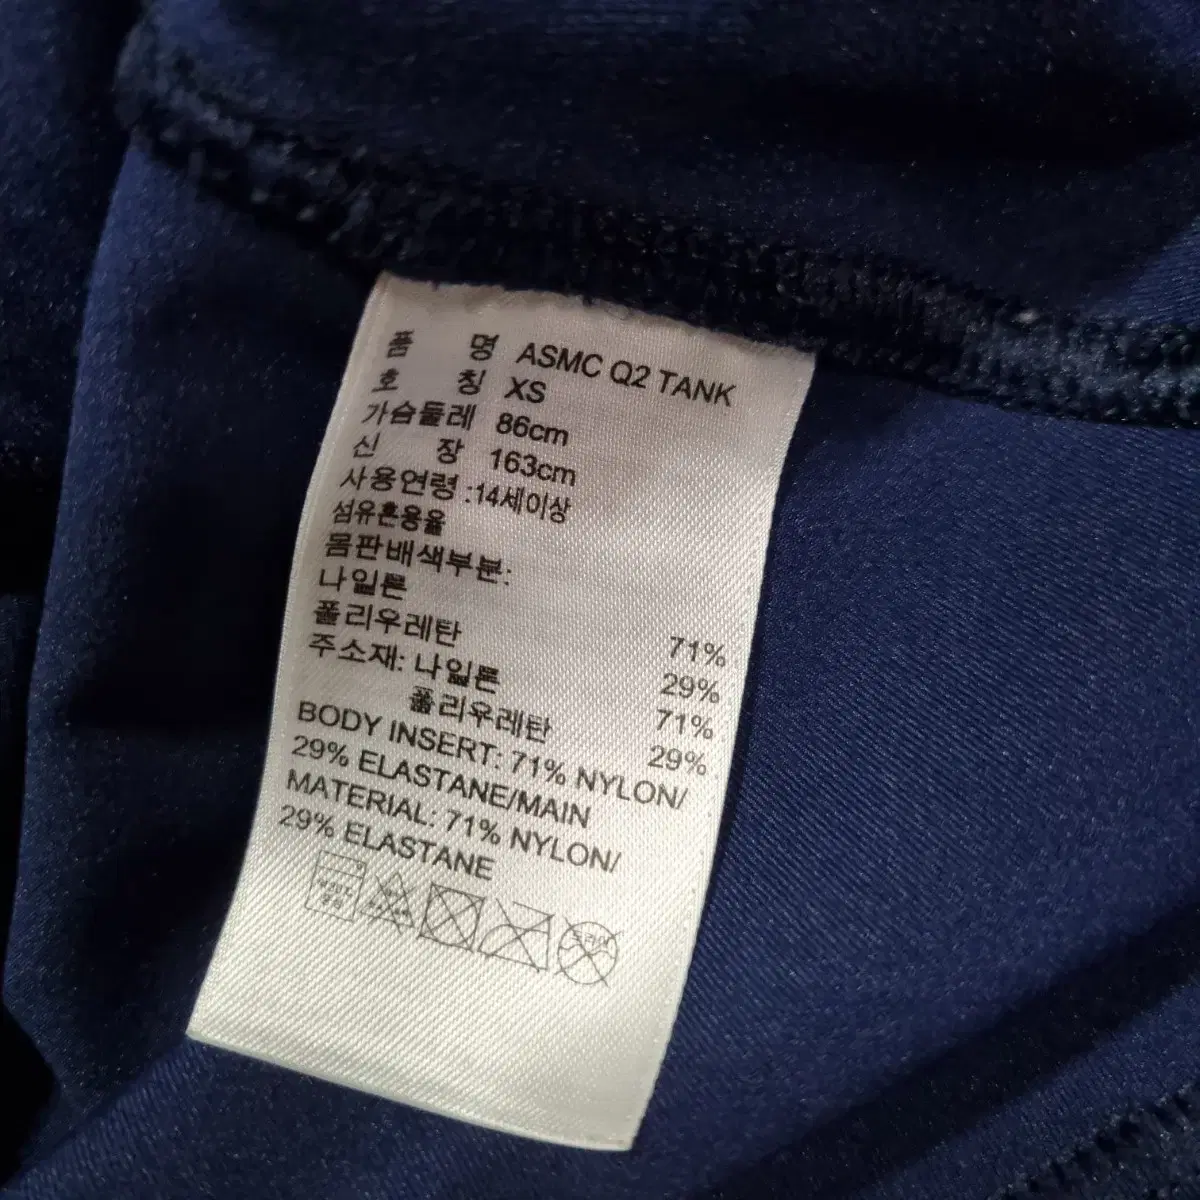 품 명 ASMC Q2 TANK
호 칭 XS
가슴둘레 86cm
신 장 163cm
사용연령 :14세이상
섬유혼용율
몸판배색부분:
나일론 71%
폴리우레탄 29%
주소재: 나일론 71%
폴리우레탄 29%
BODY INSERT: 71% NYLON/
29% ELASTANE/MAIN
MATERIAL: 71% NYLON/
29% ELASTANE